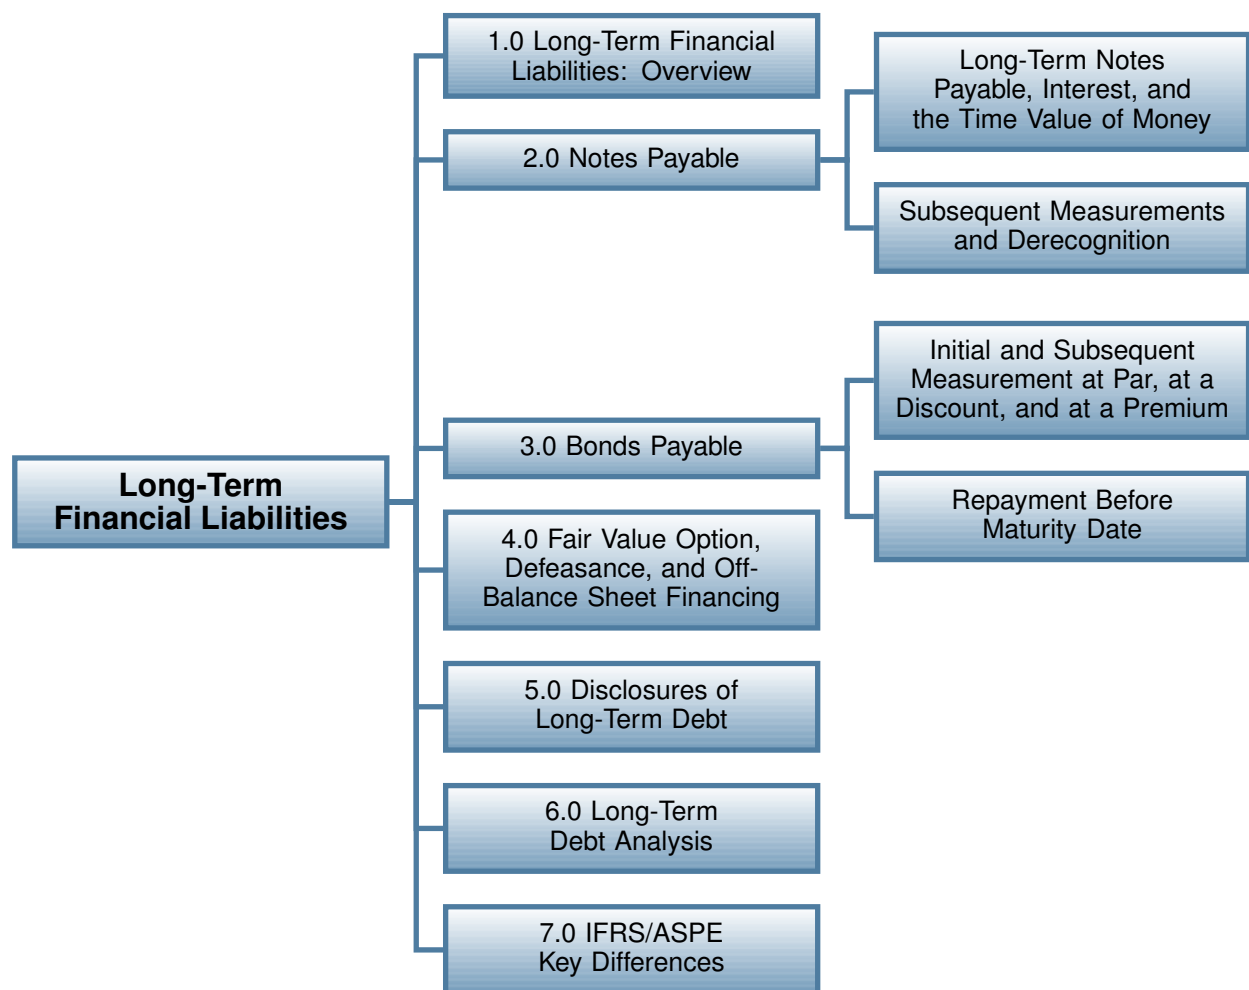 Long-Term
Financial Liabilities
1.0 Long-Term Financial
Liabilities: Overview
2.0 Notes Payable
Long-Term Notes
Payable, Interest, and
the Time Value of Money
Subsequent Measurements
and Derecognition
3.0 Bonds Payable
Initial and Subsequent
Measurement at Par, at a
Discount, and at a Premium
Repayment Before
Maturity Date
4.0 Fair Value Option,
Defeasance, and Off-
Balance Sheet Financing
5.0 Disclosures of
Long-Term Debt
6.0 Long-Term
Debt Analysis
7.0 IFRS/ASPE
Key Differences